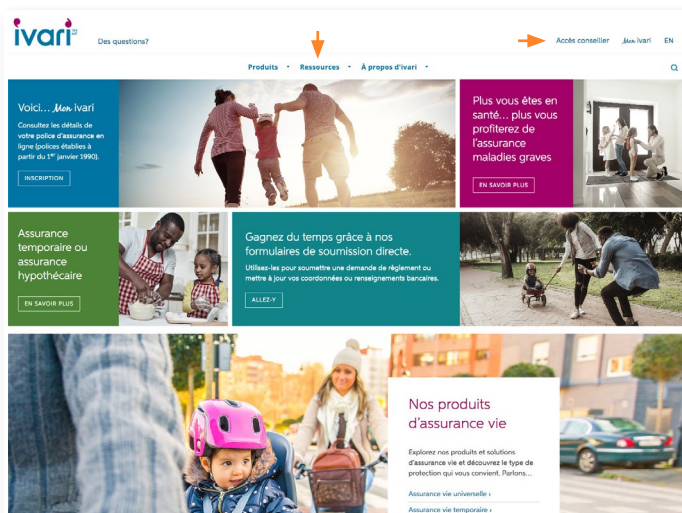 ivari
Des questions?
Accès conseiller
Mon ivari
EN
Produits
Ressources
À propos d'ivari
Voici... Mon ivari
Consultez les détails de
votre police d'assurance en
ligne (polices établies à
partir du 1er janvier 1990).
INSCRIPTION
Plus vous êtes en
santé... plus vous
profiterez de
l'assurance
maladies graves
EN SAVOIR PLUS
Assurance
temporaire ou
assurance
hypothécaire
EN SAVOIR PLUS
Gagnez du temps grâce à nos
formulaires de soumission directe.
Utilisez-les pour soumettre une demande de règlement ou
mettre à jour vos coordonnées ou renseignements bancaires.
ALLEZ-Y
Nos produits
d'assurance vie
Explorez nos produits et solutions
d'assurance vie et découvrez le type de
protection qui vous convient. Parlons...
Assurance vie universelle ›
Assurance vie temporaire ›